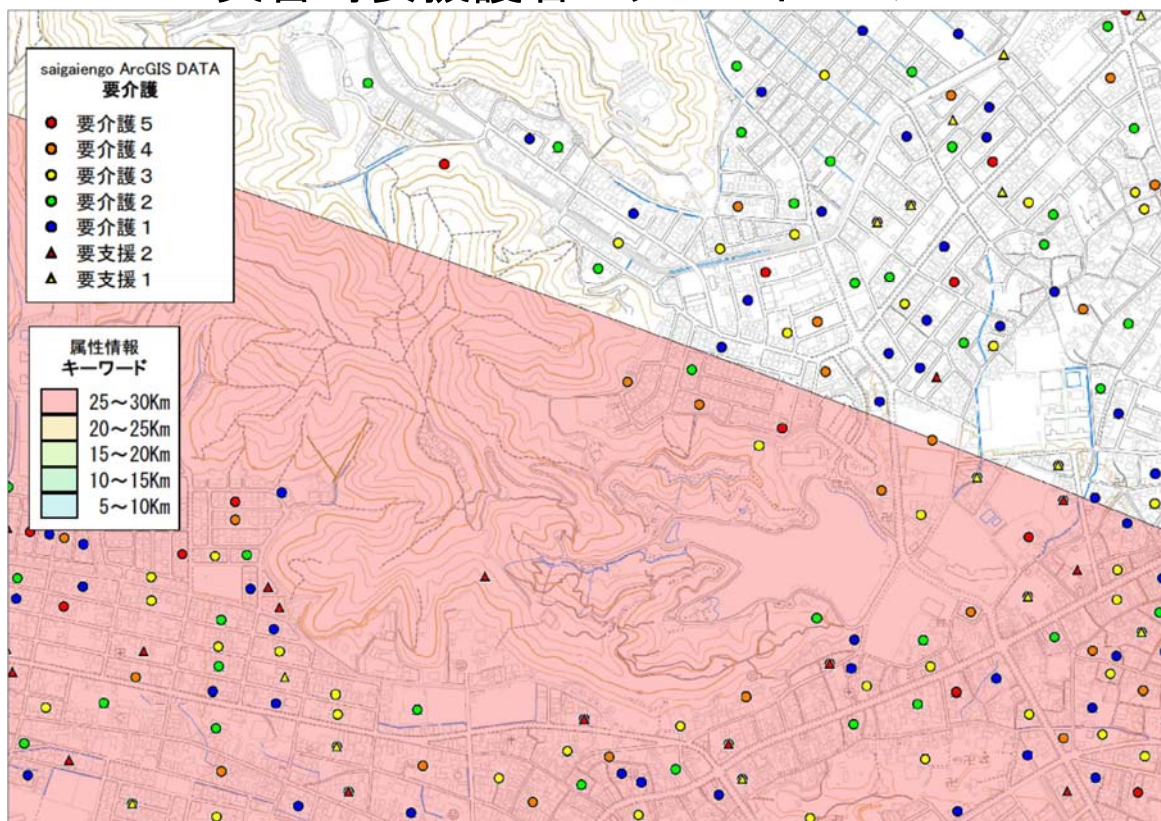 saigaiengo ArcGIS DATA
要介護
要介護5
要介護4
要介護3
要介護2
要介護1
要支援2
要支援1
属性情報
キーワード
25～30Km
20～25Km
15～20Km
10～15Km
5～10Km